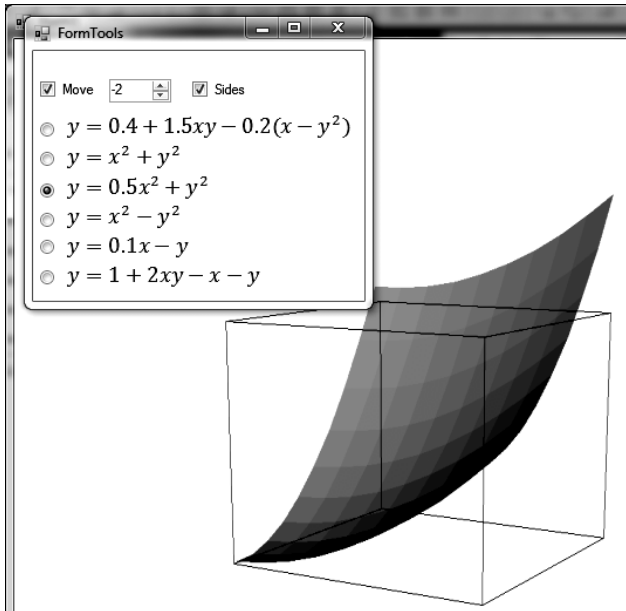 FormTools
Move -2 Sides
y = 0.4 + 1.5xy − 0.2(x − y²)
y = x² + y²
y = 0.5x² + y²
y = x² − y²
y = 0.1x − y
y = 1 + 2xy − x − y